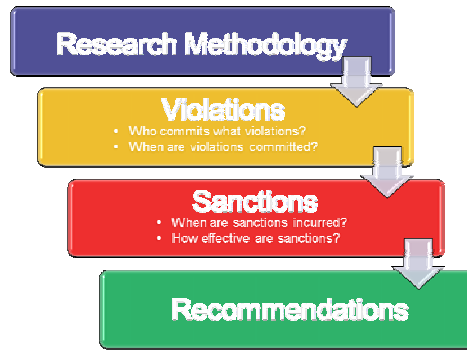 Research Methodology
Violations
• Who commits what violations?
• When are violations committed?
Sanctions
• When are sanctions incurred?
• How effective are sanctions?
Recommendations